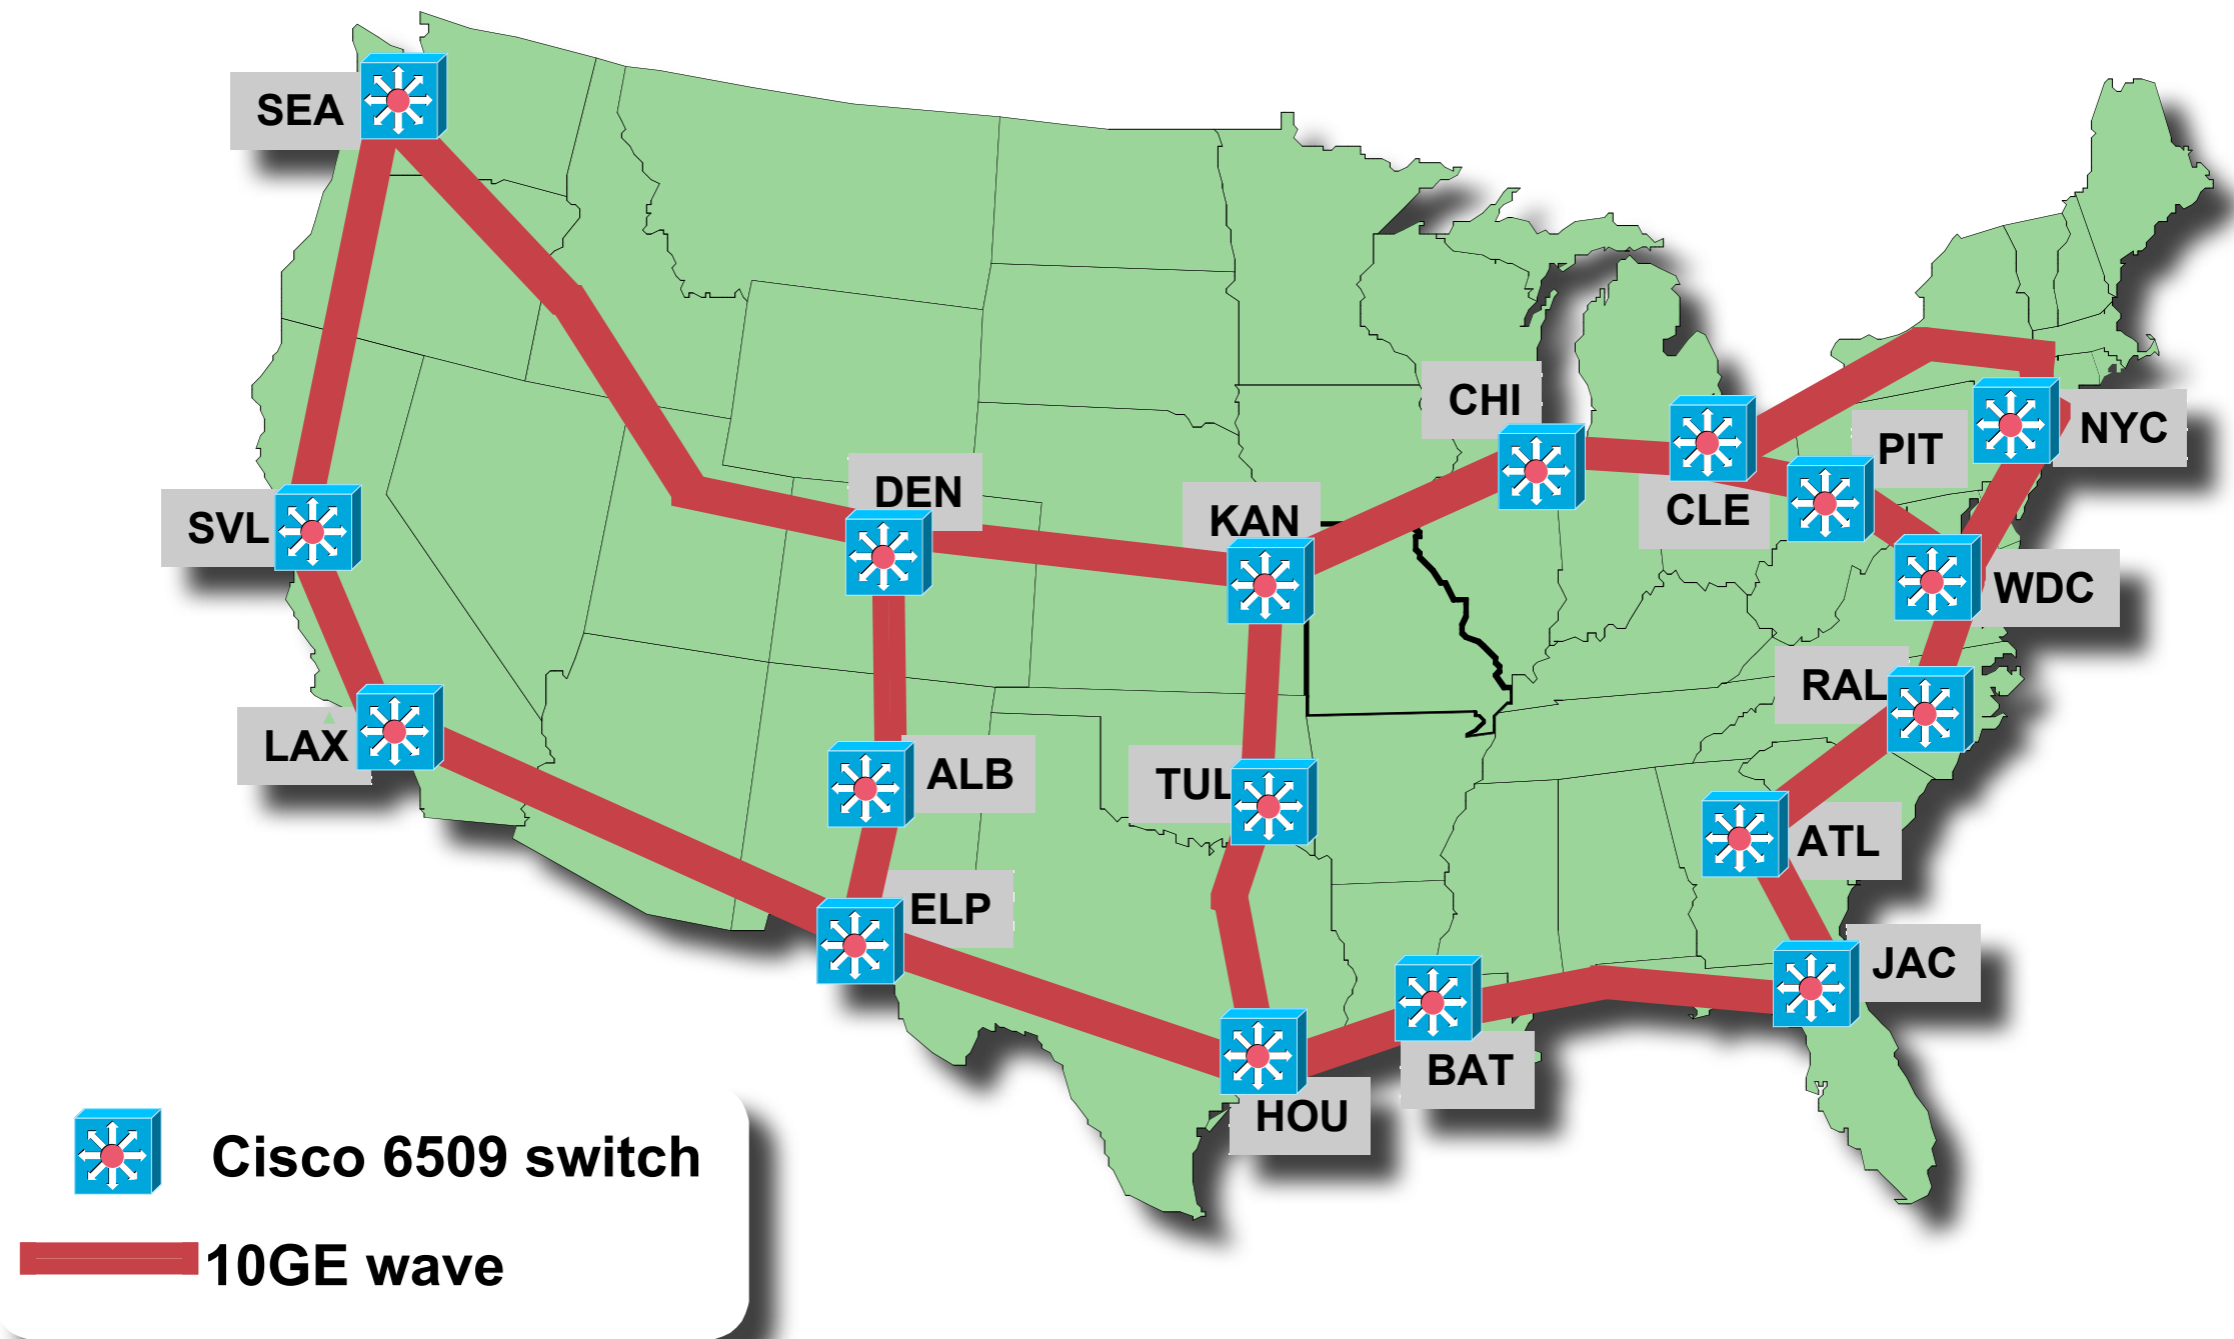 SEA
CHI
NYC
PIT
DEN
CLE
KAN
SVL
WDC
RAL
LAX
ALB
TUL
ATL
ELP
JAC
BAT
HOU
Cisco 6509 switch
10GE wave